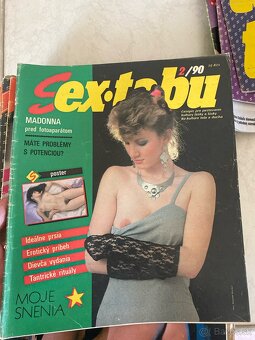 Sex·tabu
2/90
MADONNA
pred fotoaparátom
MÁTE PROBLÉMY
S POTENCIOU?
poster
Ideálne prsia
Erotický príbeh
Dievča vydania
Tantrické rituály
MOJE
SNENIA